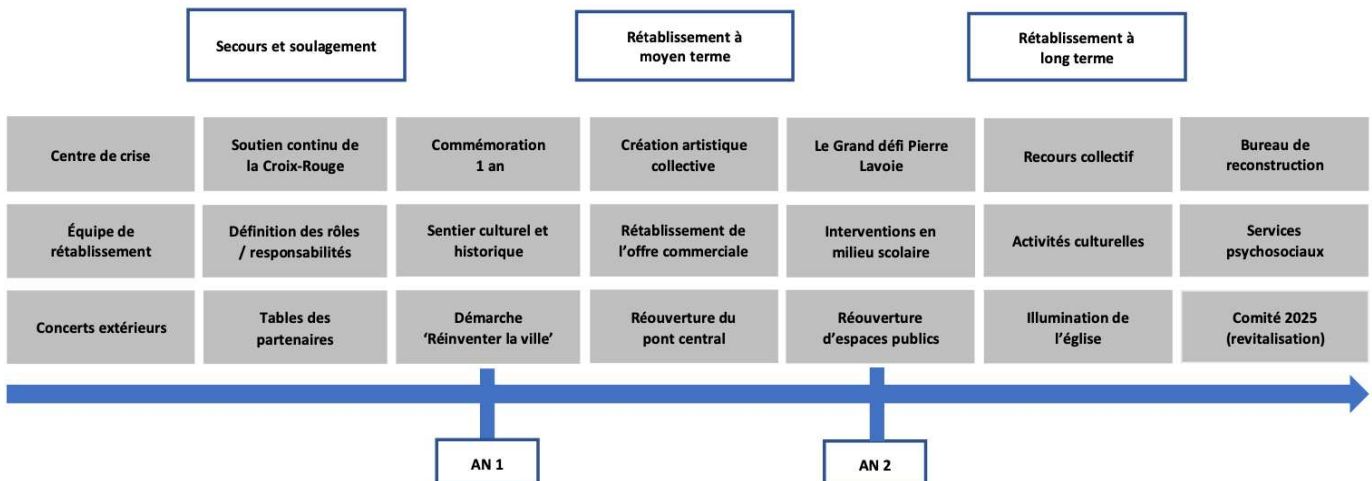 Secours et soulagement
Rétablissement à
moyen terme
Rétablissement à
long terme
Centre de crise
Soutien continu de
la Croix-Rouge
Commémoration
1 an
Création artistique
collective
Le Grand défi Pierre
Lavoie
Recours collectif
Bureau de
reconstruction
Équipe de
rétablissement
Définition des rôles
/ responsabilités
Sentier culturel et
historique
Rétablissement de
l’offre commerciale
Interventions en
milieu scolaire
Activités culturelles
Services
psychosociaux
Concerts extérieurs
Tables des
partenaires
Démarche
‘Réinventer la ville’
Réouverture du
pont central
Réouverture
d’espaces publics
Illumination de
l’église
Comité 2025
(revitalisation)
AN 1
AN 2